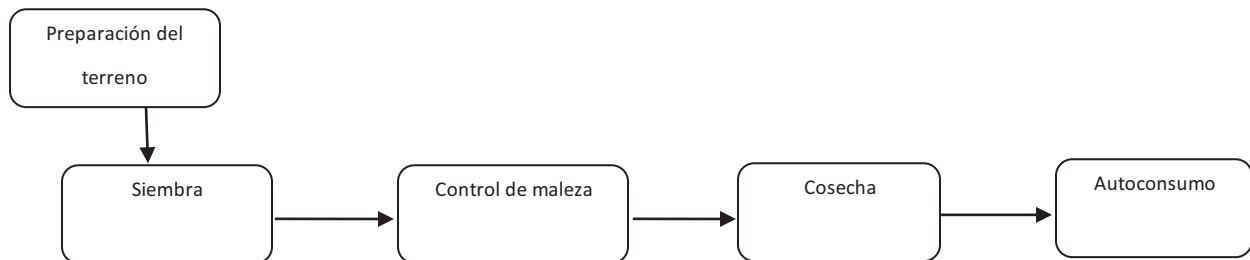 Preparación del
terreno
Siembra
Control de maleza
Cosecha
Autoconsumo